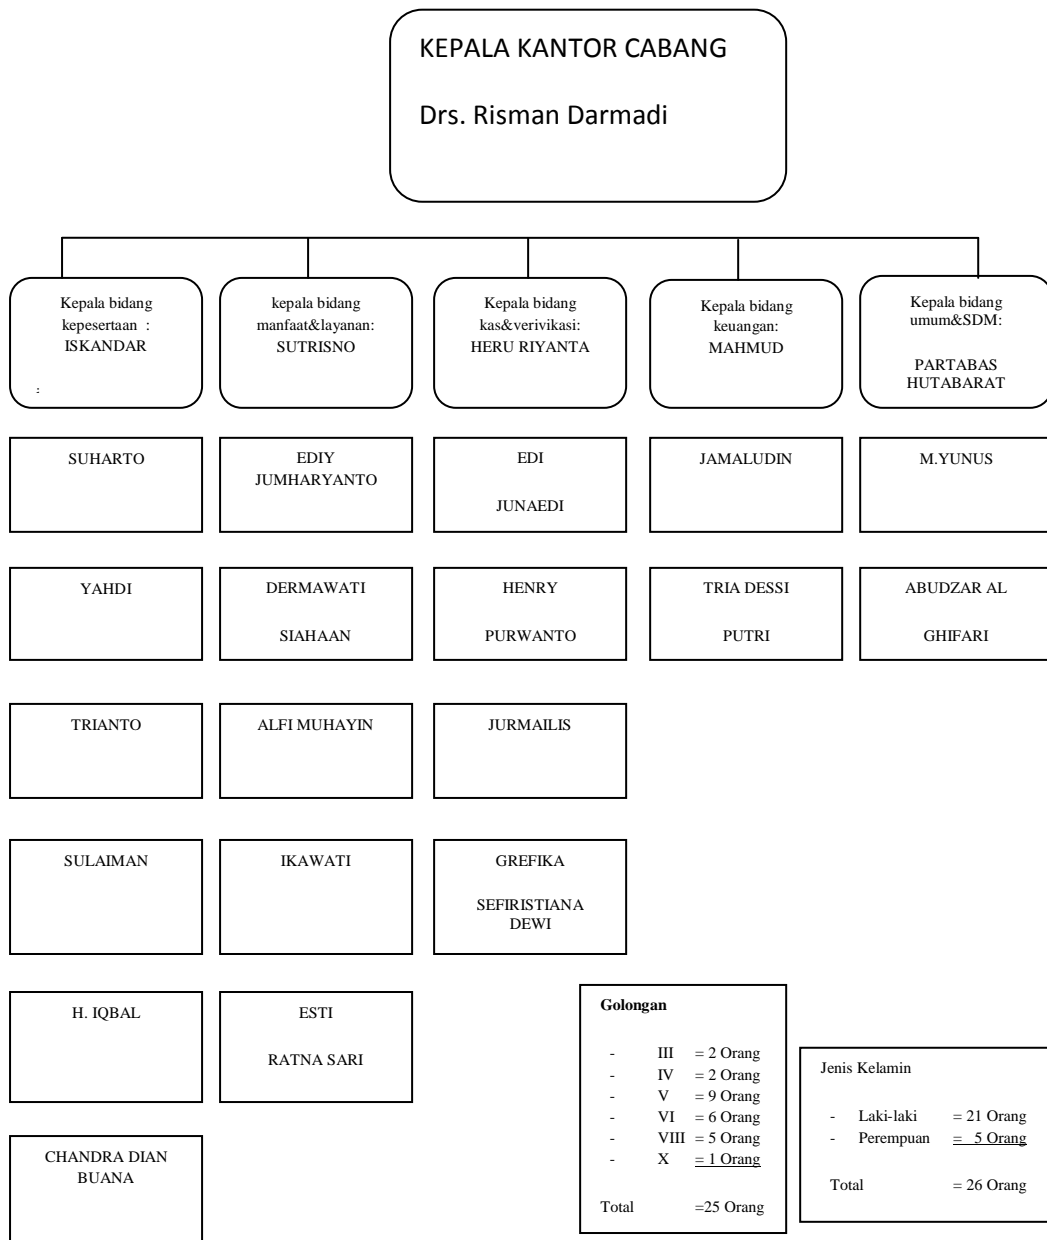 KEPALA KANTOR CABANG
Drs. Risman Darmadi
Kepala bidang
kepesertaan :
ISKANDAR
:
kepala bidang
manfaat&layanan:
SUTRISNO
Kepala bidang
kas&verivikasi:
HERU RIYANTA
Kepala bidang
keuangan:
MAHMUD
Kepala bidang
umum&SDM:
PARTABAS
HUTABARAT
SUHARTO
EDIY
JUMHARYANTO
EDI
JUNAEDI
JAMALUDIN
M.YUNUS
YAHDI
DERMAWATI
SIAHAAN
HENRY
PURWANTO
TRIA DESSI
PUTRI
ABUDZAR AL
GHIFARI
TRIANTO
ALFI MUHAYIN
JURMAILIS
SULAIMAN
IKAWATI
GREFIKA
SEFIRISTIANA
DEWI
H. IQBAL
ESTI
RATNA SARI
CHANDRA DIAN
BUANA
Golongan
- III = 2 Orang
- IV = 2 Orang
- V = 9 Orang
- VI = 6 Orang
- VIII = 5 Orang
- X = 1 Orang
Total =25 Orang
Jenis Kelamin
- Laki-laki = 21 Orang
- Perempuan = 5 Orang
Total = 26 Orang